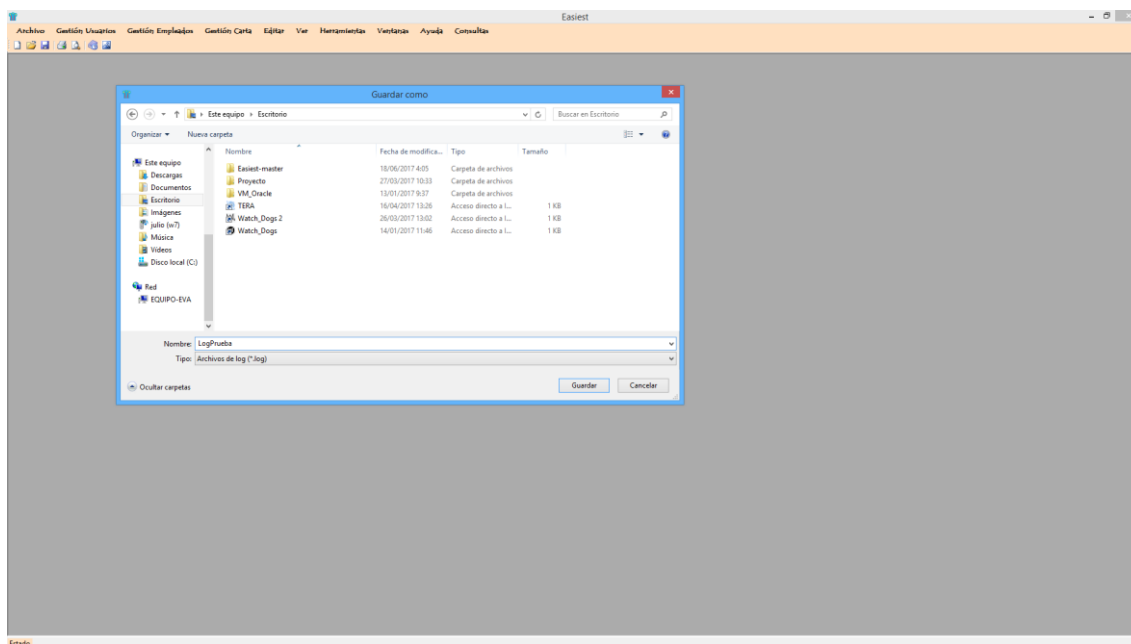 Easiest
Archivo Gestión Usuarios Gestión Empleados Gestión Carta Editar Ver Herramientas Ventanas Ayuda Consultas
Guardar como
Este equipo Escritorio Buscar en Escritorio
Organizar Nueva carpeta
Nombre Fecha de modifica... Tipo Tamaño
Este equipo
Descargas
Documentos
Escritorio
Imágenes
julio (w7)
Música
Vídeos
Disco local (C:)
Red
EQUIPO-EVA
Easiest-master 18/06/2017 4:05 Carpeta de archivos
Proyecto 27/03/2017 10:33 Carpeta de archivos
VM_Oracle 13/01/2017 9:37 Carpeta de archivos
TERA 16/04/2017 13:26 Acceso directo a l... 1 KB
Watch_Dogs 2 26/03/2017 13:02 Acceso directo a l... 1 KB
Watch_Dogs 14/01/2017 11:46 Acceso directo a l... 1 KB
Nombre: LogPrueba
Tipo: Archivos de log (*.log)
Ocultar carpetas Guardar Cancelar
Estado